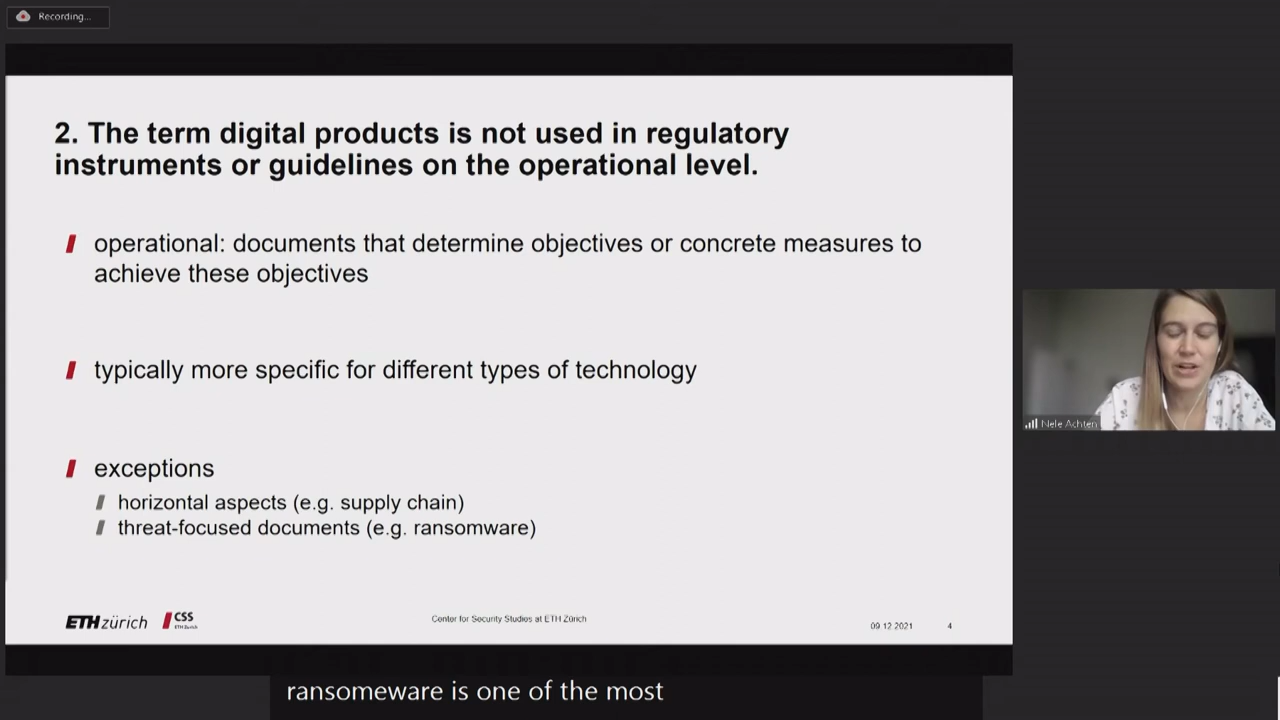 Recording...
2. The term digital products is not used in regulatory
instruments or guidelines on the operational level.
operational: documents that determine objectives or concrete measures to
achieve these objectives
typically more specific for different types of technology
exceptions
horizontal aspects (e.g. supply chain)
threat-focused documents (e.g. ransomware)
ETH zürich
CSS
ETH Zürich
Center for Security Studies at ETH Zürich
09.12.2021
4
Nele Achten
ransomeware is one of the most